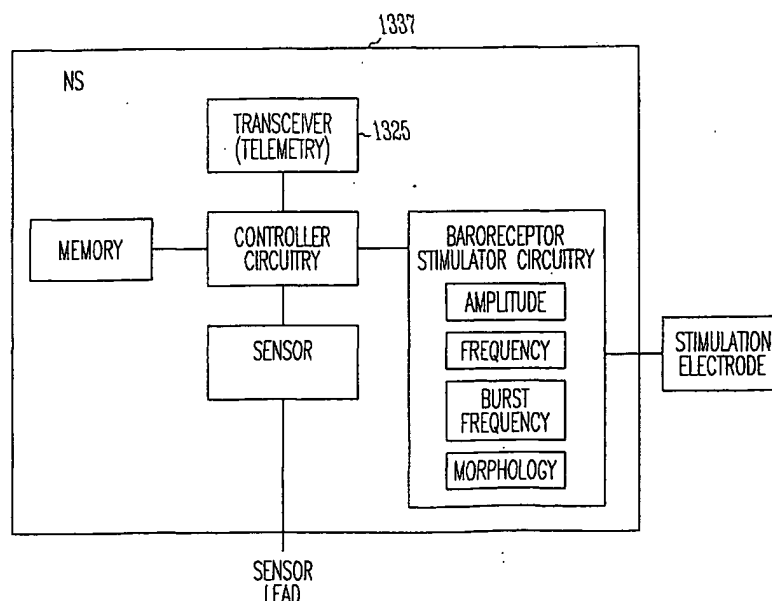 1337
NS
TRANSCEIVER
(TELEMETRY)
1325
MEMORY
CONTROLLER
CIRCUITRY
BARORECEPTOR
STIMULATOR CIRCUITRY
AMPLITUDE
FREQUENCY
BURST
FREQUENCY
MORPHOLOGY
SENSOR
STIMULATION
ELECTRODE
SENSOR
LEAD